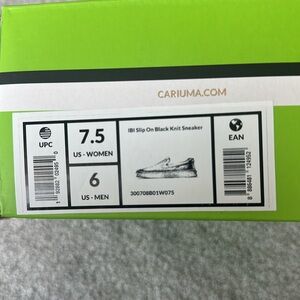 CARIUMA.COM
UPC
7.5
US - WOMEN
6
US - MEN
IBI Slip On Black Knit Sneaker
300708B01W075
EAN